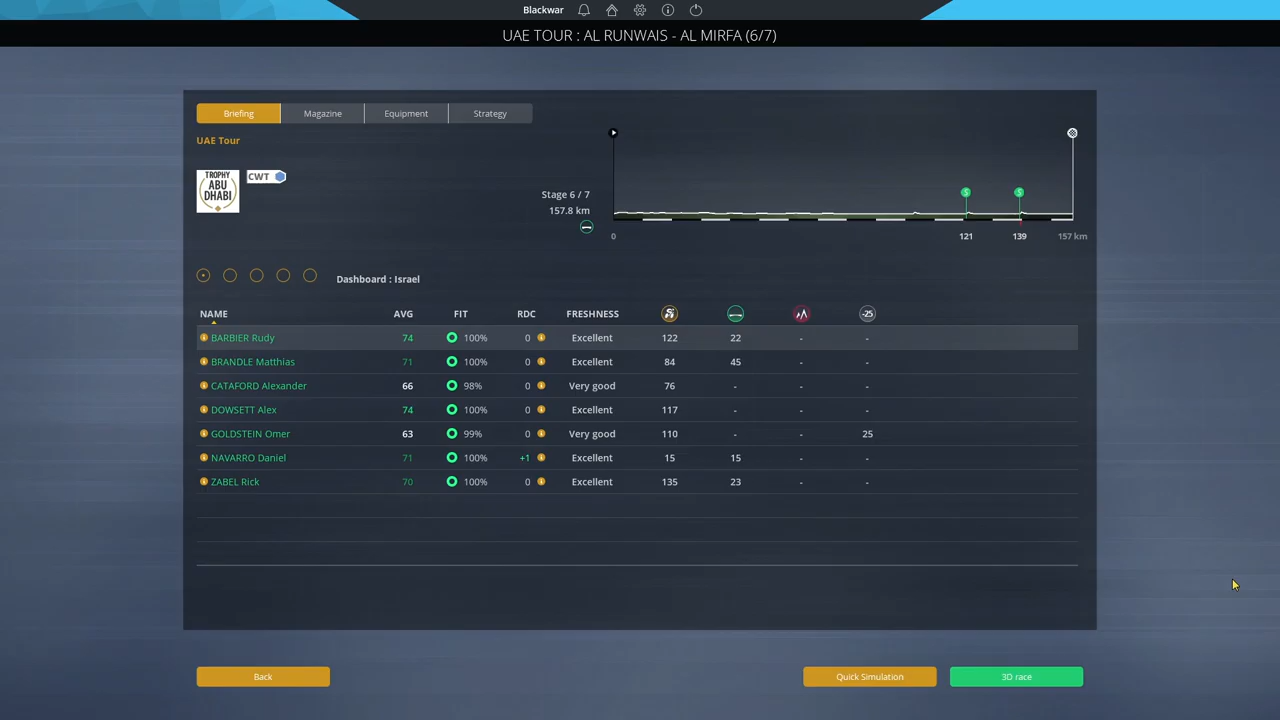 Blackwar
UAE TOUR : AL RUNWAIS - AL MIRFA (6/7)
Briefing Magazine Equipment Strategy
UAE Tour
TROPHY
ABU
DHABI
CWT
Stage 6 / 7
157.8 km
S S
0 121 139 157 km
Dashboard : Israel
NAME AVG FIT RDC FRESHNESS -25
BARBIER Rudy 74 100% 0 Excellent 122 22 - -
BRANDLE Matthias 71 100% 0 Excellent 84 45 - -
CATAFORD Alexander 66 98% 0 Very good 76 - - -
DOWSETT Alex 74 100% 0 Excellent 117 - - -
GOLDSTEIN Omer 63 99% 0 Very good 110 - - 25
NAVARRO Daniel 71 100% +1 Excellent 15 15 - -
ZABEL Rick 70 100% 0 Excellent 135 23 - -
Back Quick Simulation 3D race